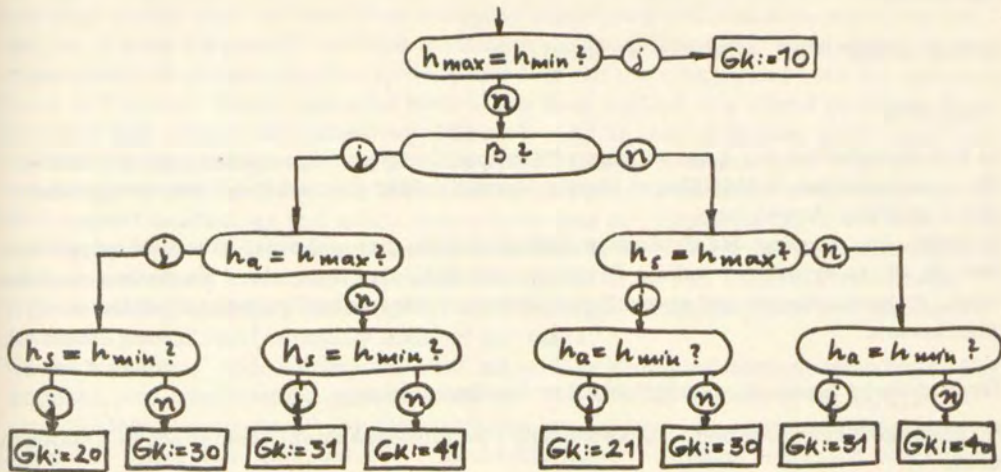 hmax = hmin ?
j
Gk:=10
n
j
B ?
n
j
ha = hmax ?
n
hs = hmax ?
n
j
hs = hmin ?
hs = hmin ?
ha = hmin ?
ha = hmin ?
j
n
j
n
j
n
j
n
Gk:=20
Gk:=30
Gk:=31
Gk:=41
Gk:=21
Gk:=30
Gk:=31
Gk:=40